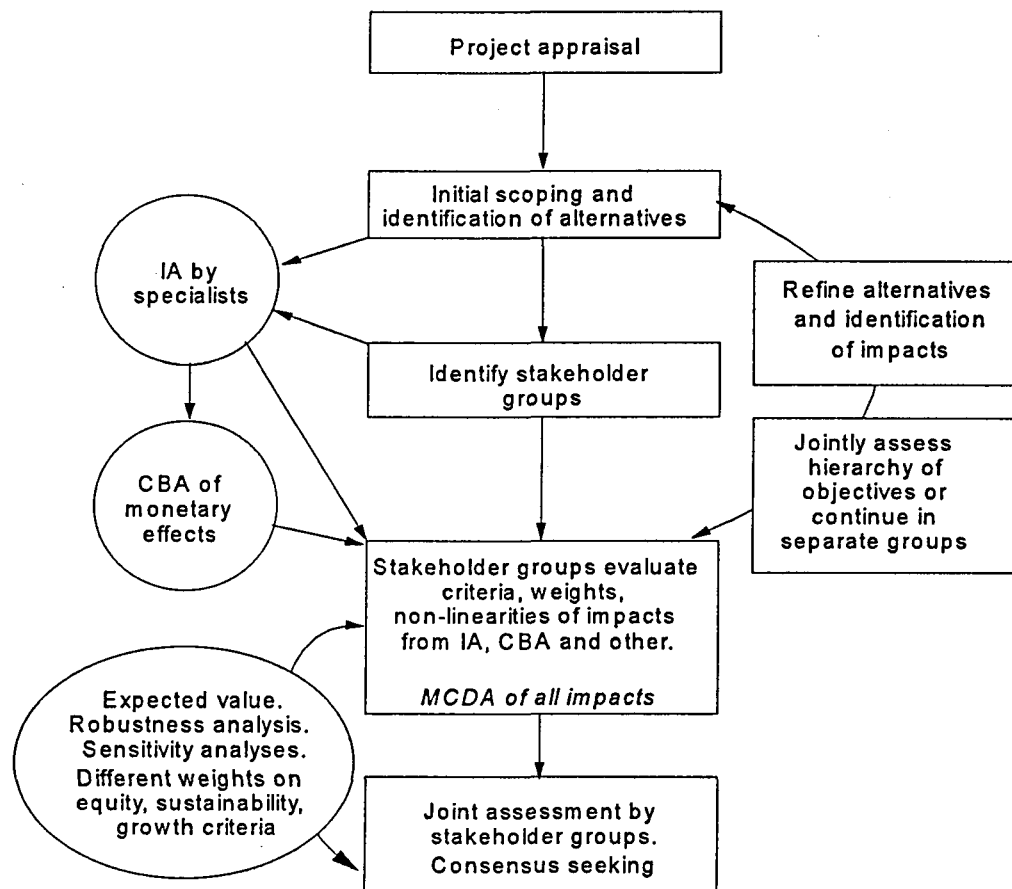 Project appraisal
Initial scoping and
identification of alternatives
IA by
specialists
Refine alternatives
and identification
of impacts
Identify stakeholder
groups
Jointly assess
hierarchy of
objectives or
continue in
separate groups
CBA of
monetary
effects
Stakeholder groups evaluate
criteria, weights,
non-linearities of impacts
from IA, CBA and other.
MCDA of all impacts
Expected value.
Robustness analysis.
Sensitivity analyses.
Different weights on
equity, sustainability,
growth criteria
Joint assessment by
stakeholder groups.
Consensus seeking